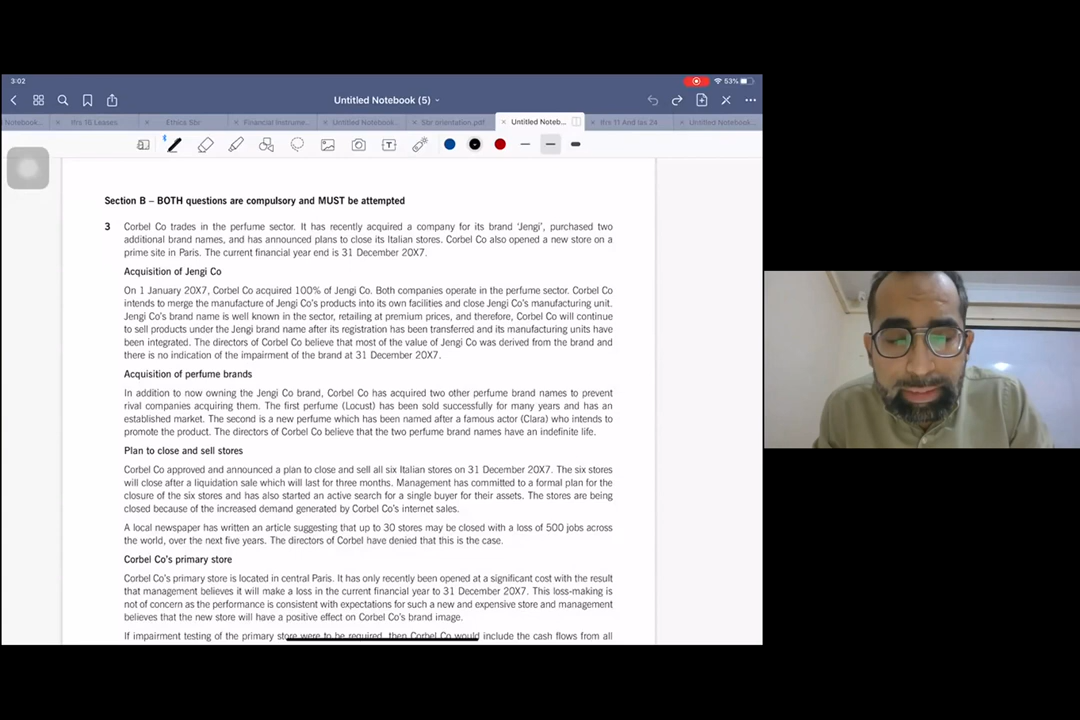 3:02
53%
Untitled Notebook (5)
Notebook...
Ifrs 16 Leases
Ethics Sbr
Financial Instrume...
Untitled Notebook...
Sbr orientation.pdf
Untitled Noteb...
Ifrs 11 And Ias 24
Untitled Notebook...
Section B – BOTH questions are compulsory and MUST be attempted
3 Corbel Co trades in the perfume sector. It has recently acquired a company for its brand ‘Jengi’, purchased two
additional brand names, and has announced plans to close its Italian stores. Corbel Co also opened a new store on a
prime site in Paris. The current financial year end is 31 December 20X7.
Acquisition of Jengi Co
On 1 January 20X7, Corbel Co acquired 100% of Jengi Co. Both companies operate in the perfume sector. Corbel Co
intends to merge the manufacture of Jengi Co’s products into its own facilities and close Jengi Co’s manufacturing unit.
Jengi Co’s brand name is well known in the sector, retailing at premium prices, and therefore, Corbel Co will continue
to sell products under the Jengi brand name after its registration has been transferred and its manufacturing units have
been integrated. The directors of Corbel Co believe that most of the value of Jengi Co was derived from the brand and
there is no indication of the impairment of the brand at 31 December 20X7.
Acquisition of perfume brands
In addition to now owning the Jengi Co brand, Corbel Co has acquired two other perfume brand names to prevent
rival companies acquiring them. The first perfume (Locust) has been sold successfully for many years and has an
established market. The second is a new perfume which has been named after a famous actor (Clara) who intends to
promote the product. The directors of Corbel Co believe that the two perfume brand names have an indefinite life.
Plan to close and sell stores
Corbel Co approved and announced a plan to close and sell all six Italian stores on 31 December 20X7. The six stores
will close after a liquidation sale which will last for three months. Management has committed to a formal plan for the
closure of the six stores and has also started an active search for a single buyer for their assets. The stores are being
closed because of the increased demand generated by Corbel Co’s internet sales.
A local newspaper has written an article suggesting that up to 30 stores may be closed with a loss of 500 jobs across
the world, over the next five years. The directors of Corbel have denied that this is the case.
Corbel Co’s primary store
Corbel Co’s primary store is located in central Paris. It has only recently been opened at a significant cost with the result
that management believes it will make a loss in the current financial year to 31 December 20X7. This loss-making is
not of concern as the performance is consistent with expectations for such a new and expensive store and management
believes that the new store will have a positive effect on Corbel Co’s brand image.
If impairment testing of the primary store were to be required, then Corbel Co would include the cash flows from all